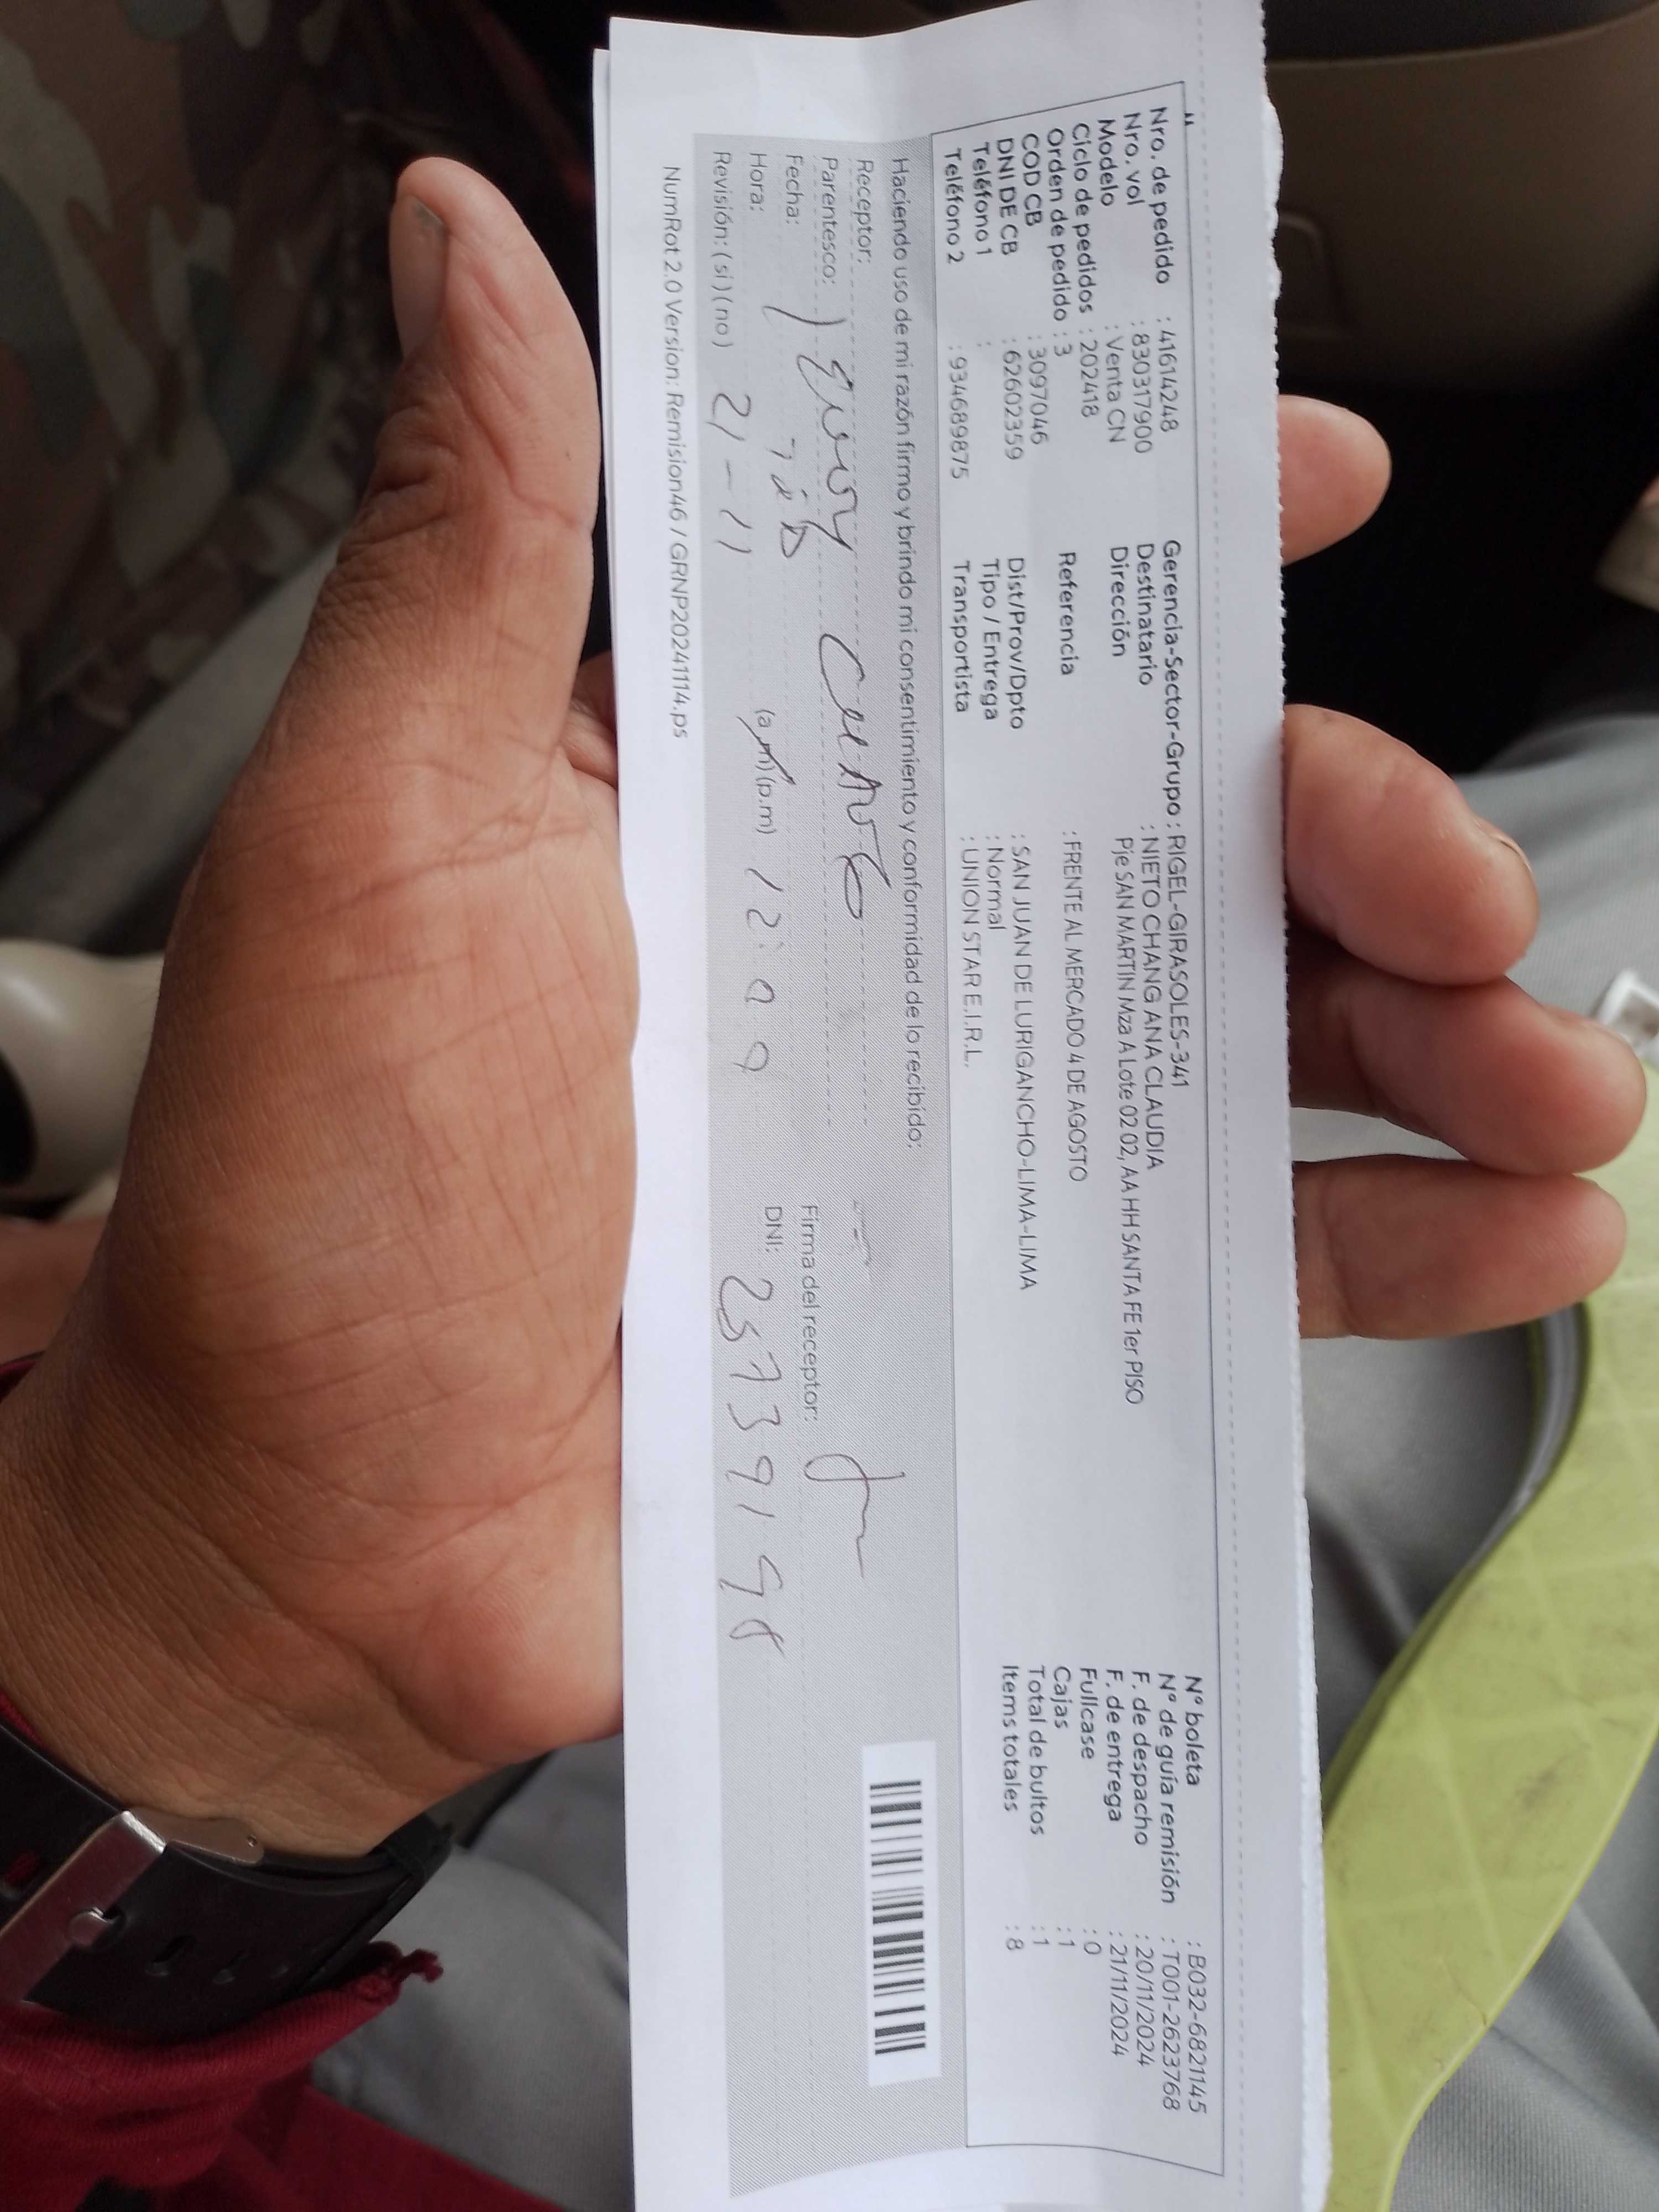 Nro. de pedido : 41614248
Nro. vol : 830317900
Modelo : Venta CN
Ciclo de pedidos : 202418
Orden de pedido : 3
COD CB : 3097046
DNI DE CB : 62602359
Teléfono 1 :
Teléfono 2 : 934689875
Gerencia-Sector-Grupo : RIGEL-GIRASOLES-341
Destinatario : NIETO CHANG ANA CLAUDIA
Dirección Pje SAN MARTIN Mza A Lote 02 02, AA HH SANTA FE 1er PISO
Referencia : FRENTE AL MERCADO 4 DE AGOSTO
Dist/Prov/Dpto : SAN JUAN DE LURIGANCHO-LIMA-LIMA
Tipo / Entrega : Normal
Transportista : UNION STAR E.I.R.L.
N° boleta : B032-6821145
N° de guía remisión : T001-2623768
F. de despacho : 20/11/2024
F. de entrega : 21/11/2024
Fullcase : 0
Cajas : 1
Total de bultos : 1
Items totales : 8
Haciendo uso de mi razón firmo y brindo mi consentimiento y conformidad de lo recibido:
Receptor:
Parentesco:
Fecha:
Hora: (a.m) (p.m) 12:09
Revisión: (si) (no) 21-11
Firma del receptor:
DNI:
NumRot 2.0 Version: Remision46 / GRNP20241114.ps